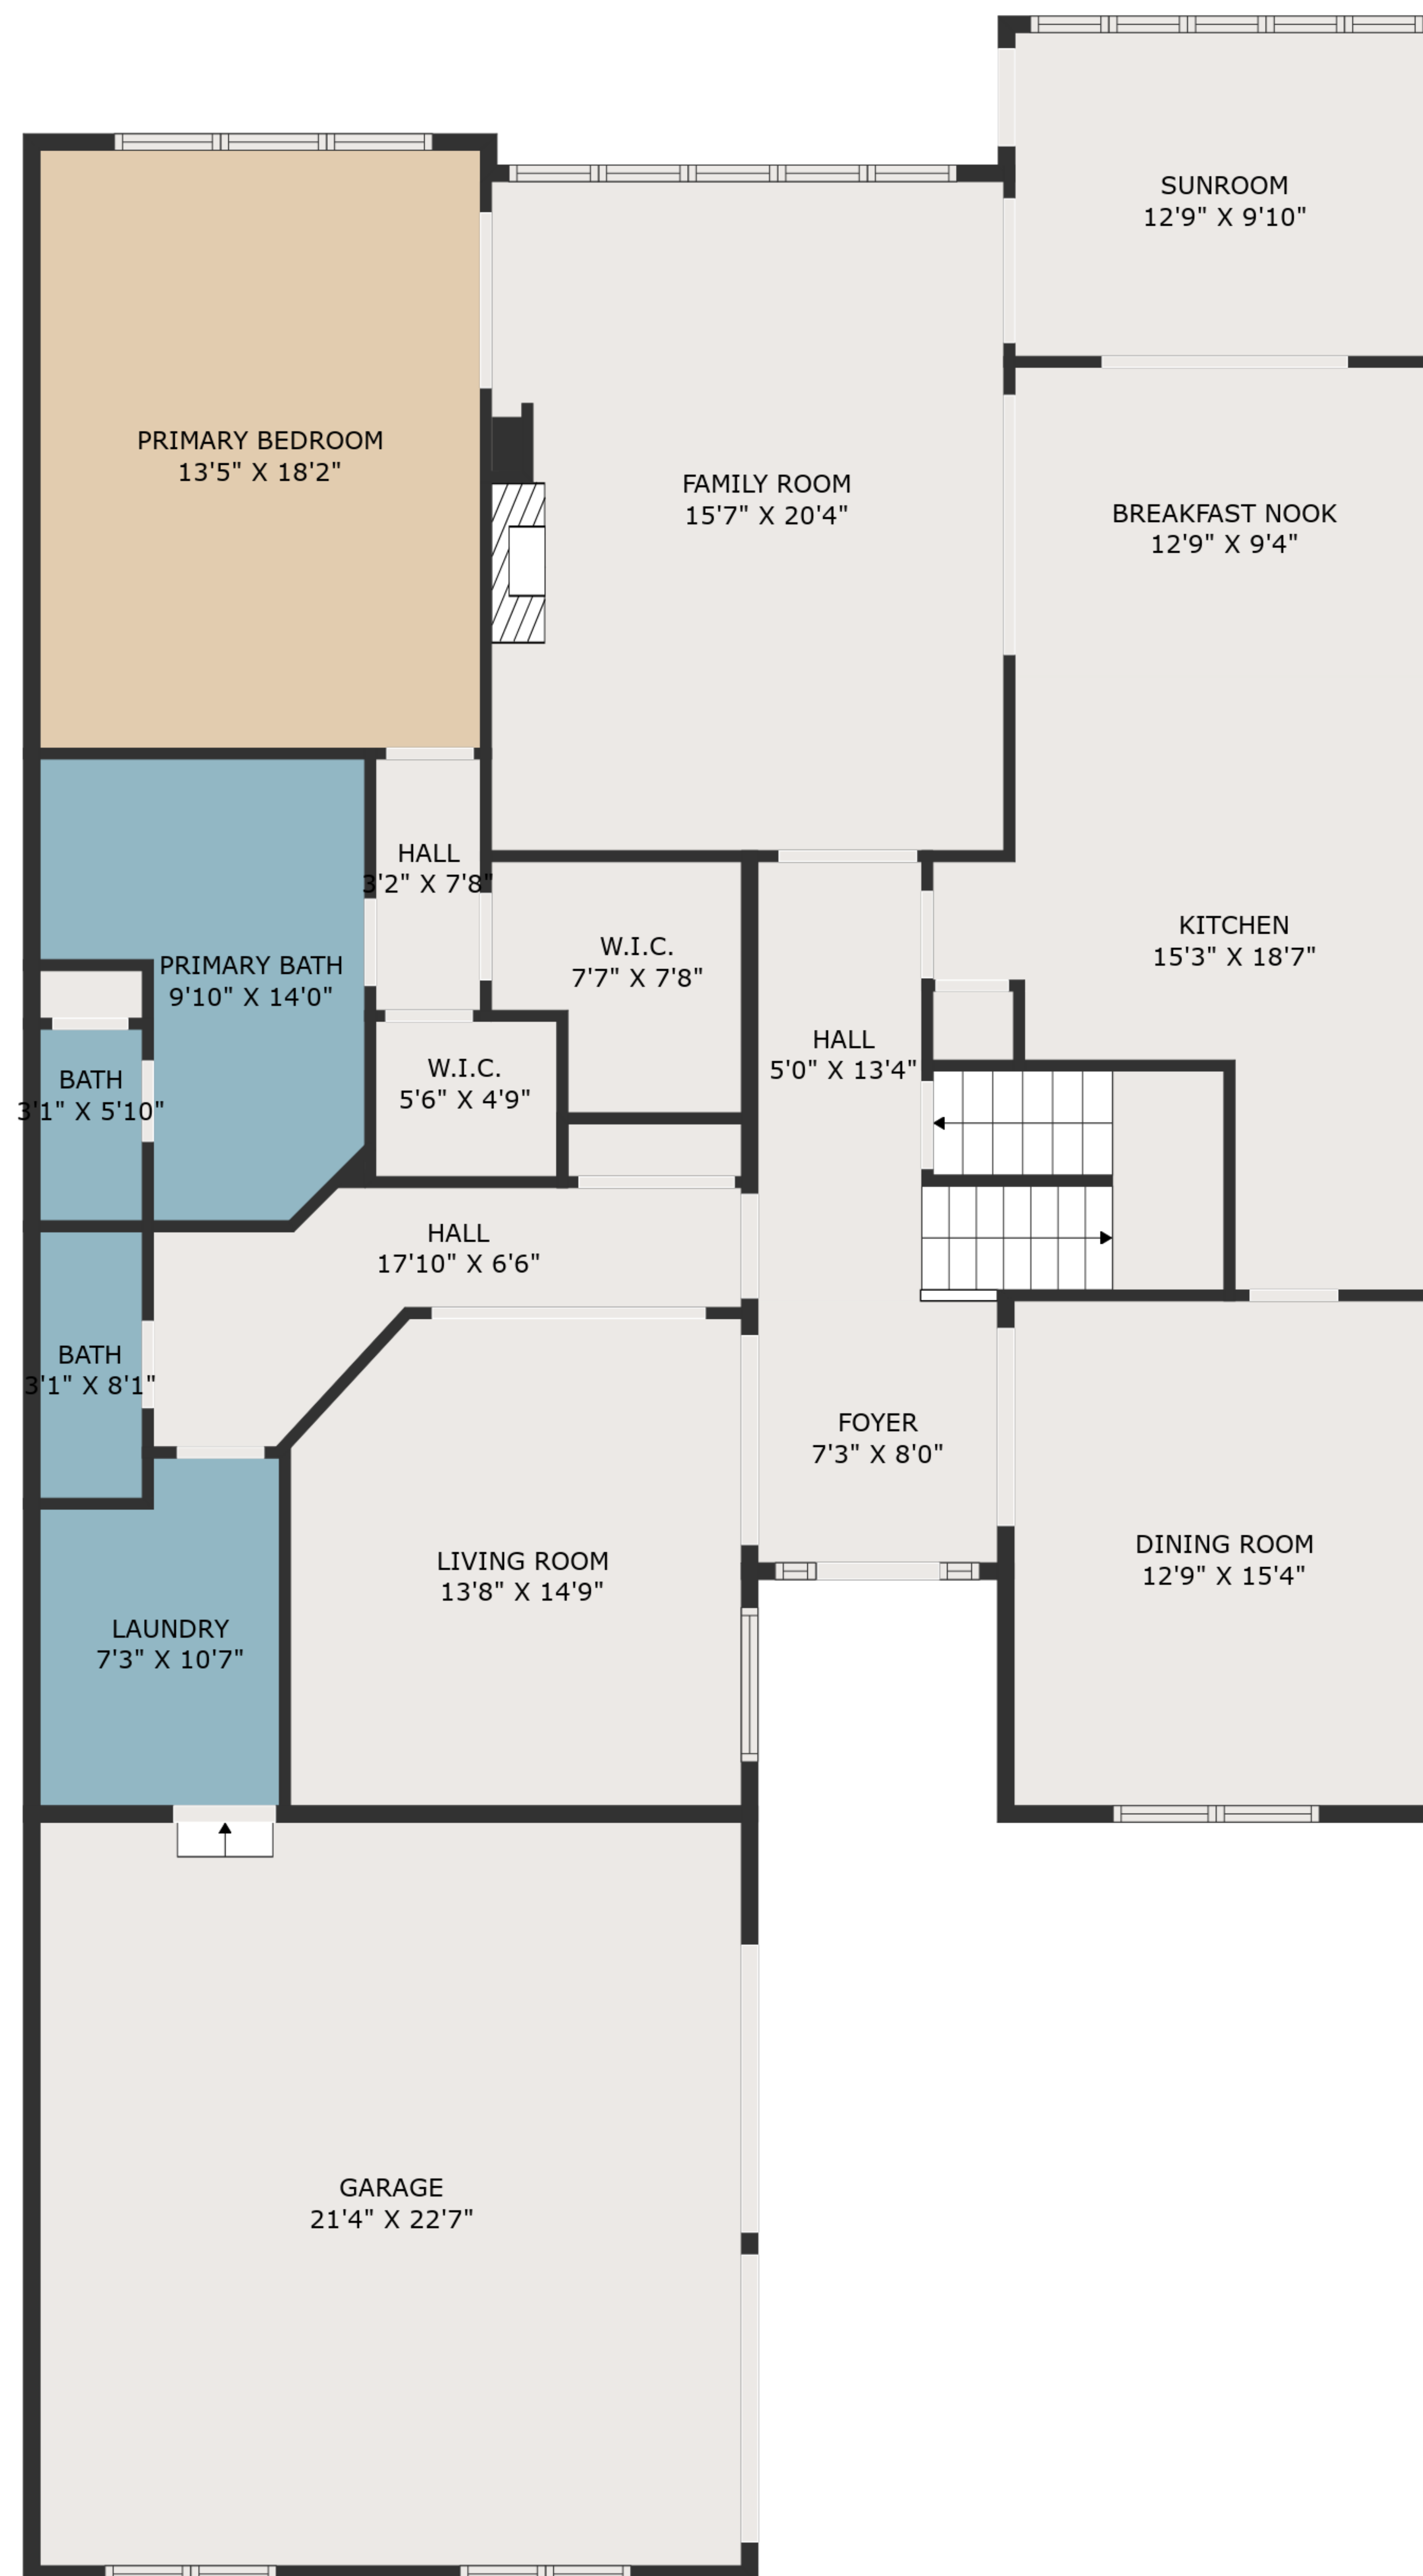 SUNROOM
12'9" X 9'10"
PRIMARY BEDROOM
13'5" X 18'2"
FAMILY ROOM
15'7" X 20'4"
BREAKFAST NOOK
12'9" X 9'4"
HALL
3'2" X 7'8"
W.I.C.
7'7" X 7'8"
KITCHEN
15'3" X 18'7"
PRIMARY BATH
9'10" X 14'0"
HALL
5'0" X 13'4"
W.I.C.
5'6" X 4'9"
BATH
3'1" X 5'10"
HALL
17'10" X 6'6"
BATH
3'1" X 8'1"
FOYER
7'3" X 8'0"
LIVING ROOM
13'8" X 14'9"
DINING ROOM
12'9" X 15'4"
LAUNDRY
7'3" X 10'7"
GARAGE
21'4" X 22'7"